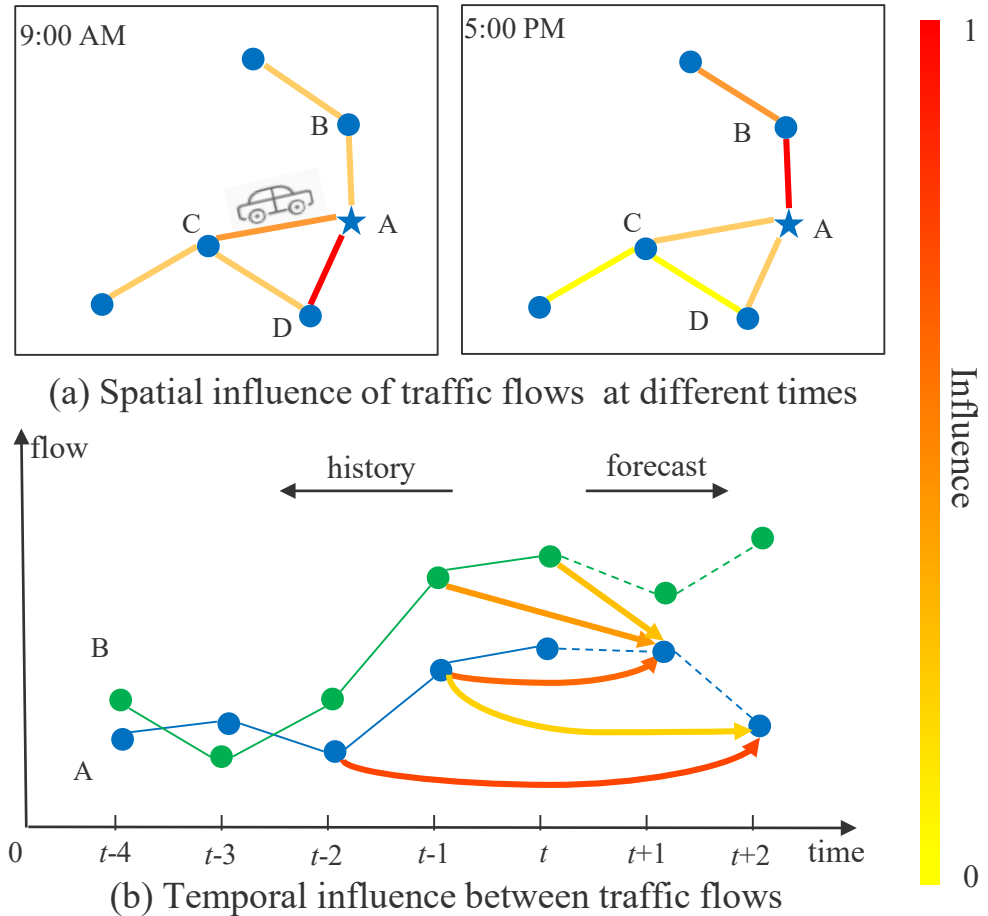 9:00 AM
B
C
A
D
5:00 PM
B
C
A
D
(a) Spatial influence of traffic flows at different times
1
Influence
0
flow
history
forecast
B
A
0
t-4
t-3
t-2
t-1
t
t+1
t+2
time
(b) Temporal influence between traffic flows